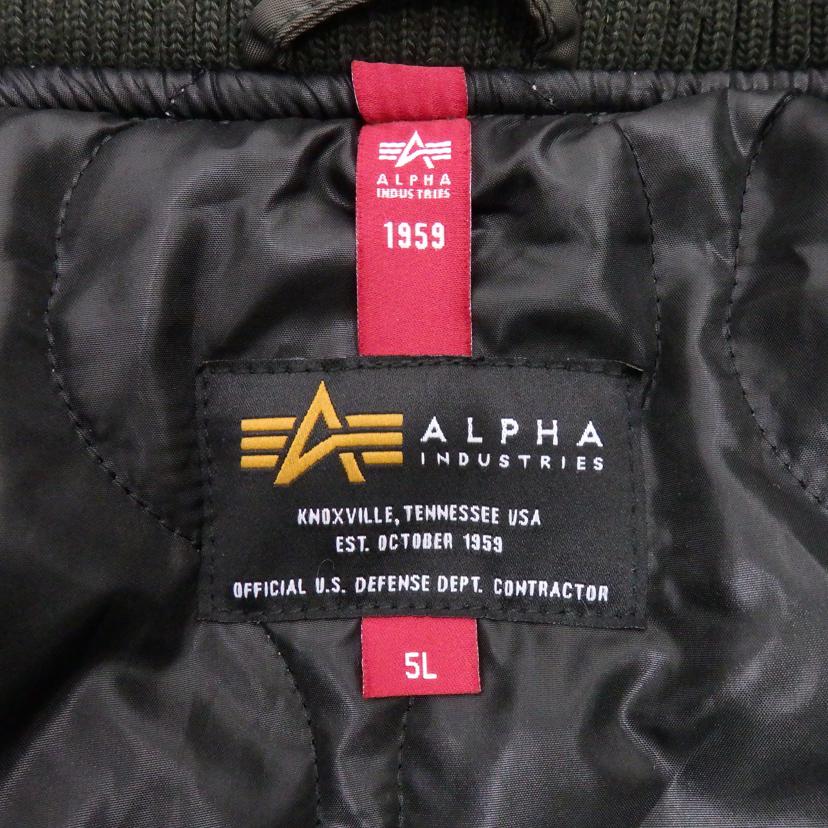 ALPHA
INDUSTRIES
1959
ALPHA
INDUSTRIES
KNOXVILLE, TENNESSEE USA
EST. OCTOBER 1959
OFFICIAL U.S. DEFENSE DEPT. CONTRACTOR
5L